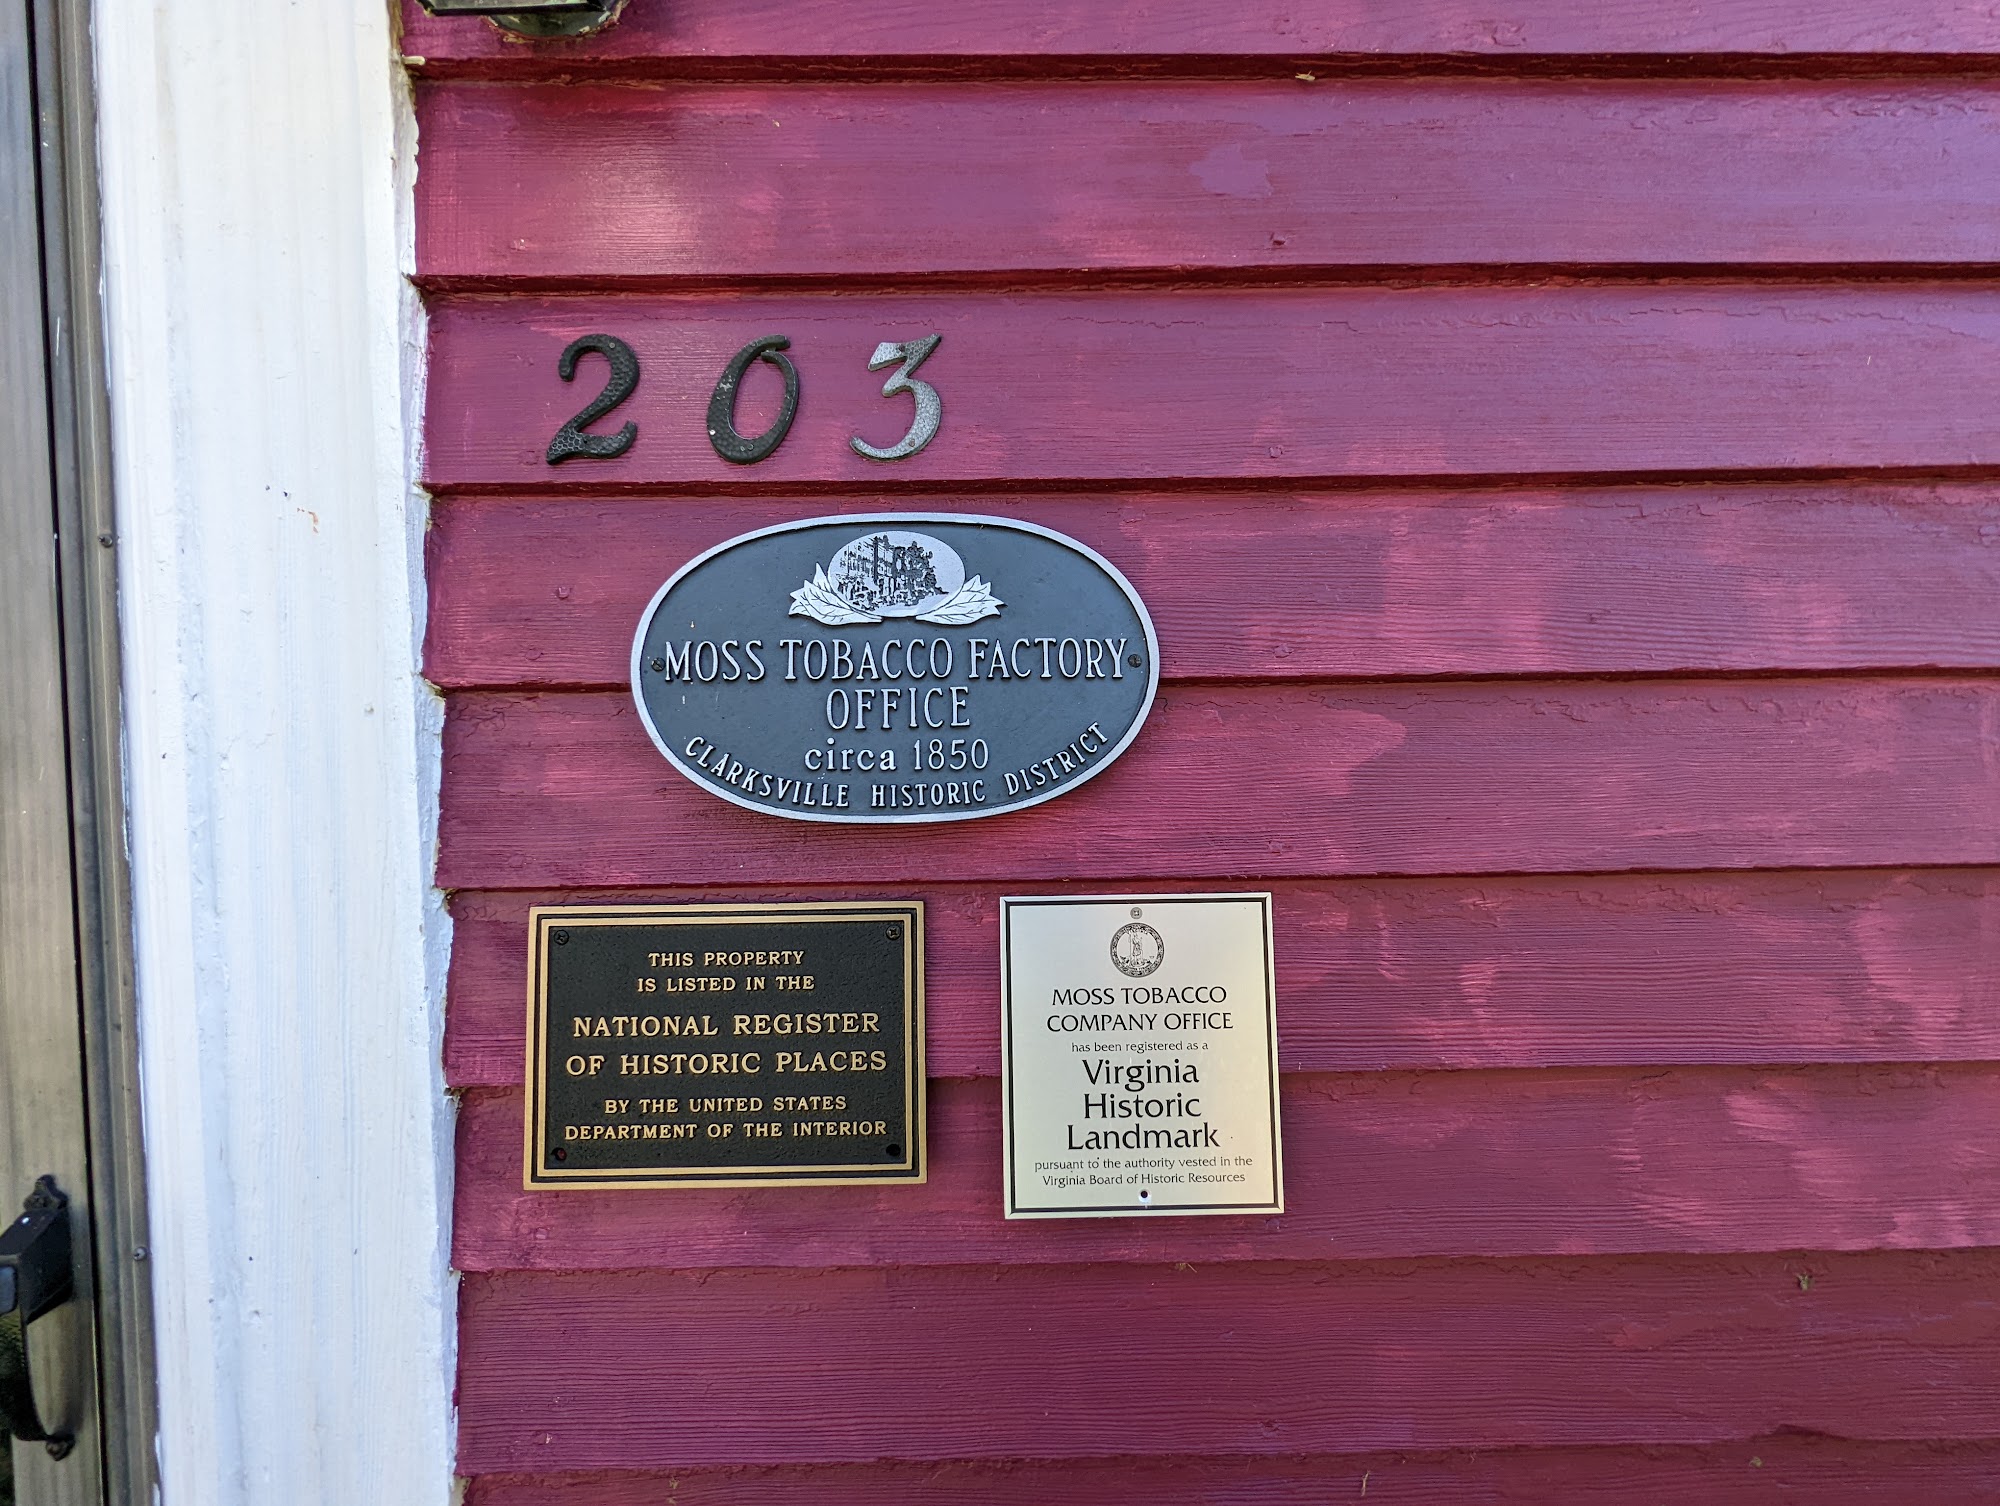 203
MOSS TOBACCO FACTORY
OFFICE
circa 1850
CLARKSVILLE HISTORIC DISTRICT
THIS PROPERTY
IS LISTED IN THE
NATIONAL REGISTER
OF HISTORIC PLACES
BY THE UNITED STATES
DEPARTMENT OF THE INTERIOR
MOSS TOBACCO
COMPANY OFFICE
has been registered as a
Virginia
Historic
Landmark
pursuant to the authority vested in the
Virginia Board of Historic Resources